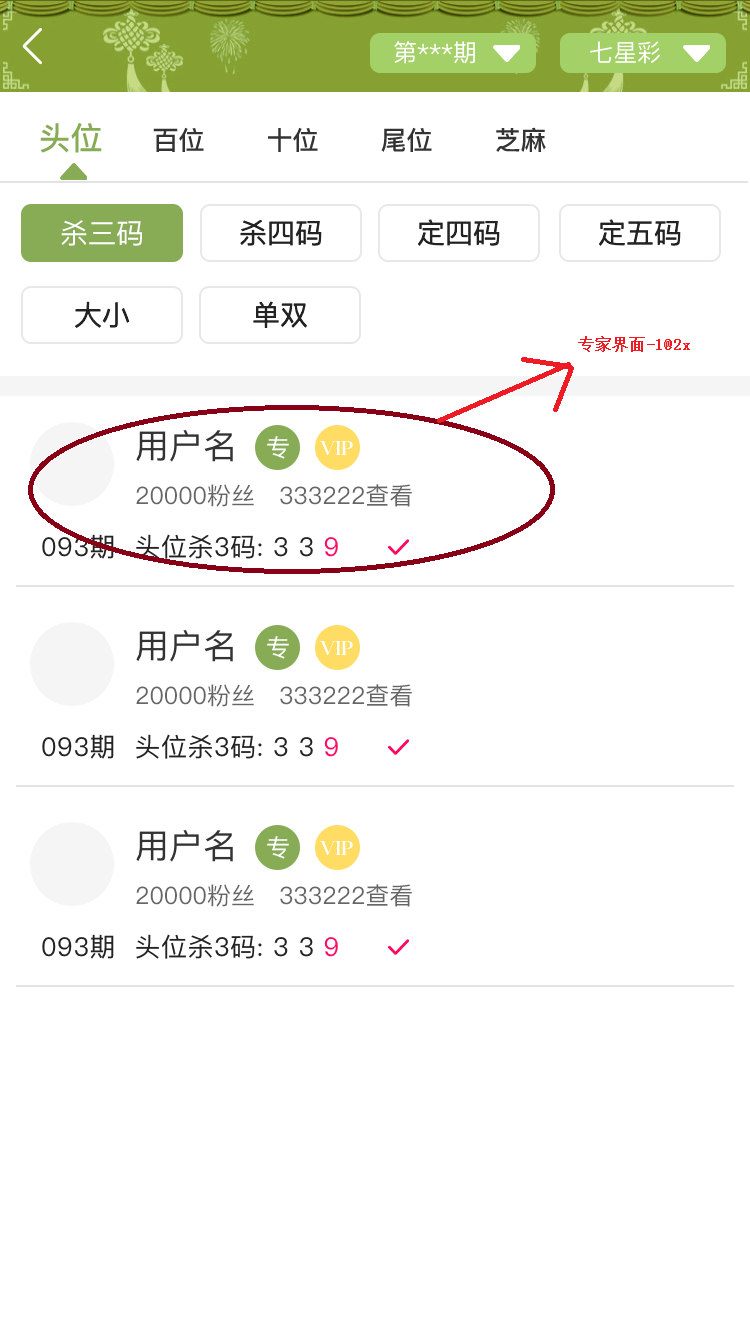 第***期 七星彩
头位 百位 十位 尾位 芝麻
杀三码 杀四码 定四码 定五码
大小 单双
专家界面-1@2x
用户名 专 VIP
20000粉丝 333222查看
093期 头位杀3码: 3 3 9
用户名 专 VIP
20000粉丝 333222查看
093期 头位杀3码: 3 3 9
用户名 专 VIP
20000粉丝 333222查看
093期 头位杀3码: 3 3 9